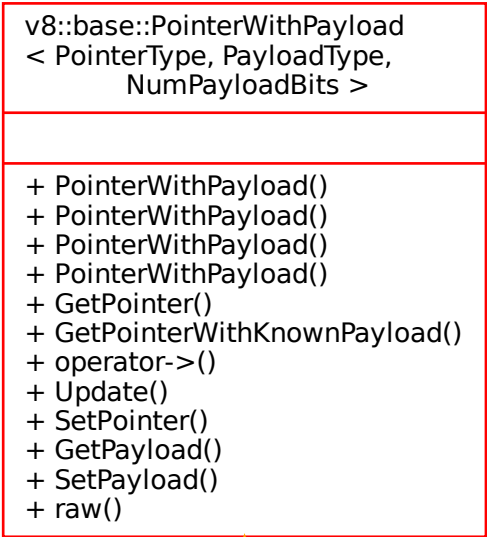 v8::base::PointerWithPayload
< PointerType, PayloadType,
NumPayloadBits >
+ PointerWithPayload()
+ PointerWithPayload()
+ PointerWithPayload()
+ PointerWithPayload()
+ GetPointer()
+ GetPointerWithKnownPayload()
+ operator->()
+ Update()
+ SetPointer()
+ GetPayload()
+ SetPayload()
+ raw()